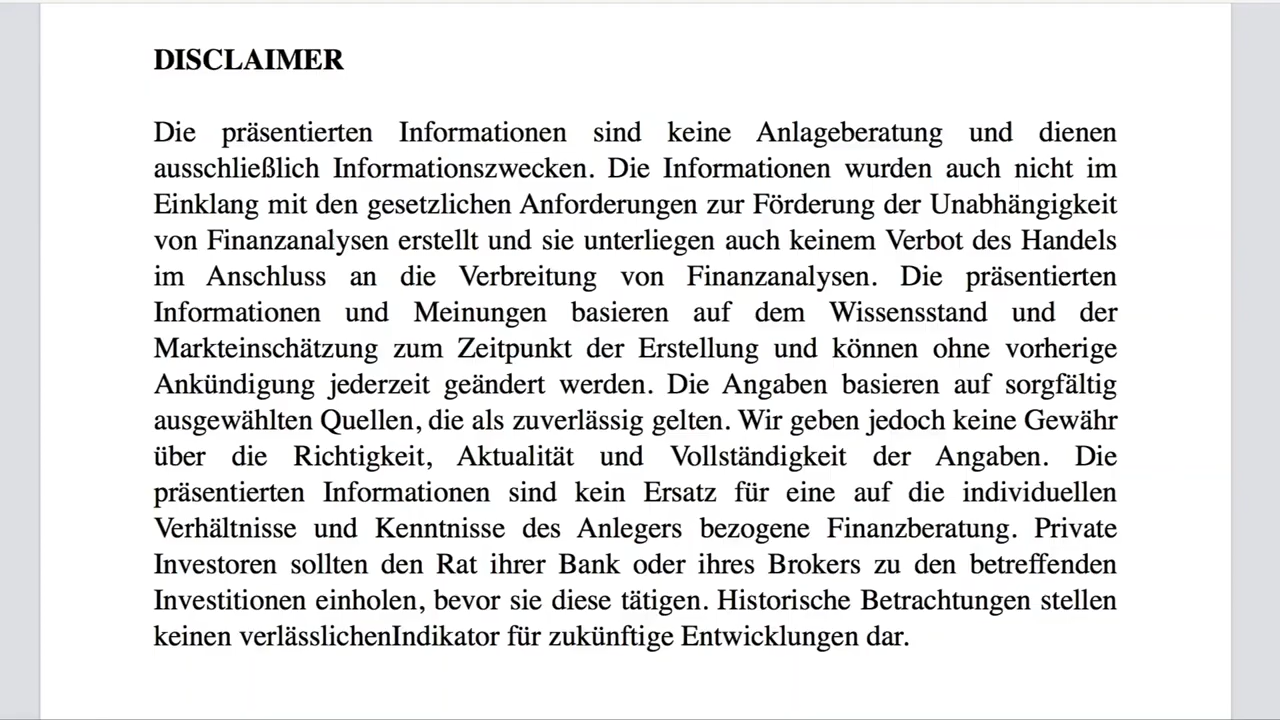 DISCLAIMER
Die präsentierten Informationen sind keine Anlageberatung und dienen
ausschließlich Informationszwecken. Die Informationen wurden auch nicht im
Einklang mit den gesetzlichen Anforderungen zur Förderung der Unabhängigkeit
von Finanzanalysen erstellt und sie unterliegen auch keinem Verbot des Handels
im Anschluss an die Verbreitung von Finanzanalysen. Die präsentierten
Informationen und Meinungen basieren auf dem Wissensstand und der
Markteinschätzung zum Zeitpunkt der Erstellung und können ohne vorherige
Ankündigung jederzeit geändert werden. Die Angaben basieren auf sorgfältig
ausgewählten Quellen, die als zuverlässig gelten. Wir geben jedoch keine Gewähr
über die Richtigkeit, Aktualität und Vollständigkeit der Angaben. Die
präsentierten Informationen sind kein Ersatz für eine auf die individuellen
Verhältnisse und Kenntnisse des Anlegers bezogene Finanzberatung. Private
Investoren sollten den Rat ihrer Bank oder ihres Brokers zu den betreffenden
Investitionen einholen, bevor sie diese tätigen. Historische Betrachtungen stellen
keinen verlässlichenIndikator für zukünftige Entwicklungen dar.